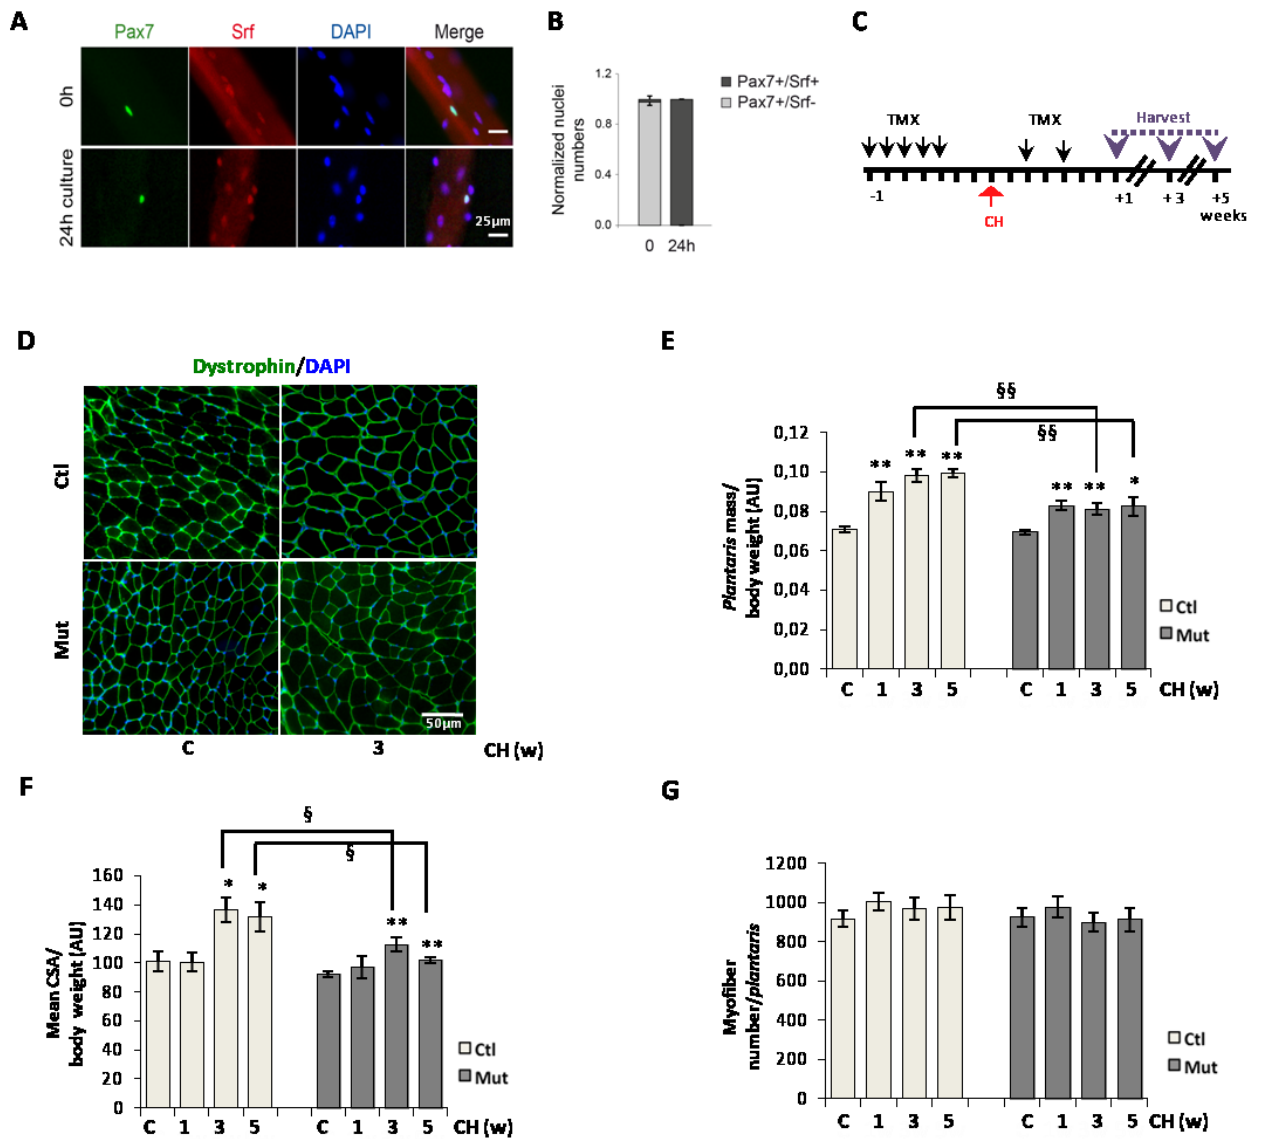 A
Pax7 Srf DAPI Merge
0h
24h culture
25µm
B
Normalized nuclei
numbers
1.2
0.8
0.4
0.0
0 24h
Pax7+/Srf+
Pax7+/Srf-
C
TMX TMX Harvest
-1 +1 +3 +5
CH weeks
D
Dystrophin/DAPI
Ctl
Mut
50µm
C 3 CH (w)
E
Plantaris mass/
body weight (AU)
§§
§§
0,12
0,10
0,08
0,06
0,04
0,02
0,00
** ** ** ** ** *
C 1 3 5 C 1 3 5 CH (w)
Ctl
Mut
F
Mean CSA/
body weight (AU)
§
§
160
140
120
100
80
60
40
20
0
* * ** **
C 1 3 5 C 1 3 5 CH (w)
Ctl
Mut
G
Myofiber
number/plantaris
1200
1000
800
600
400
200
0
C 1 3 5 C 1 3 5 CH (w)
Ctl
Mut